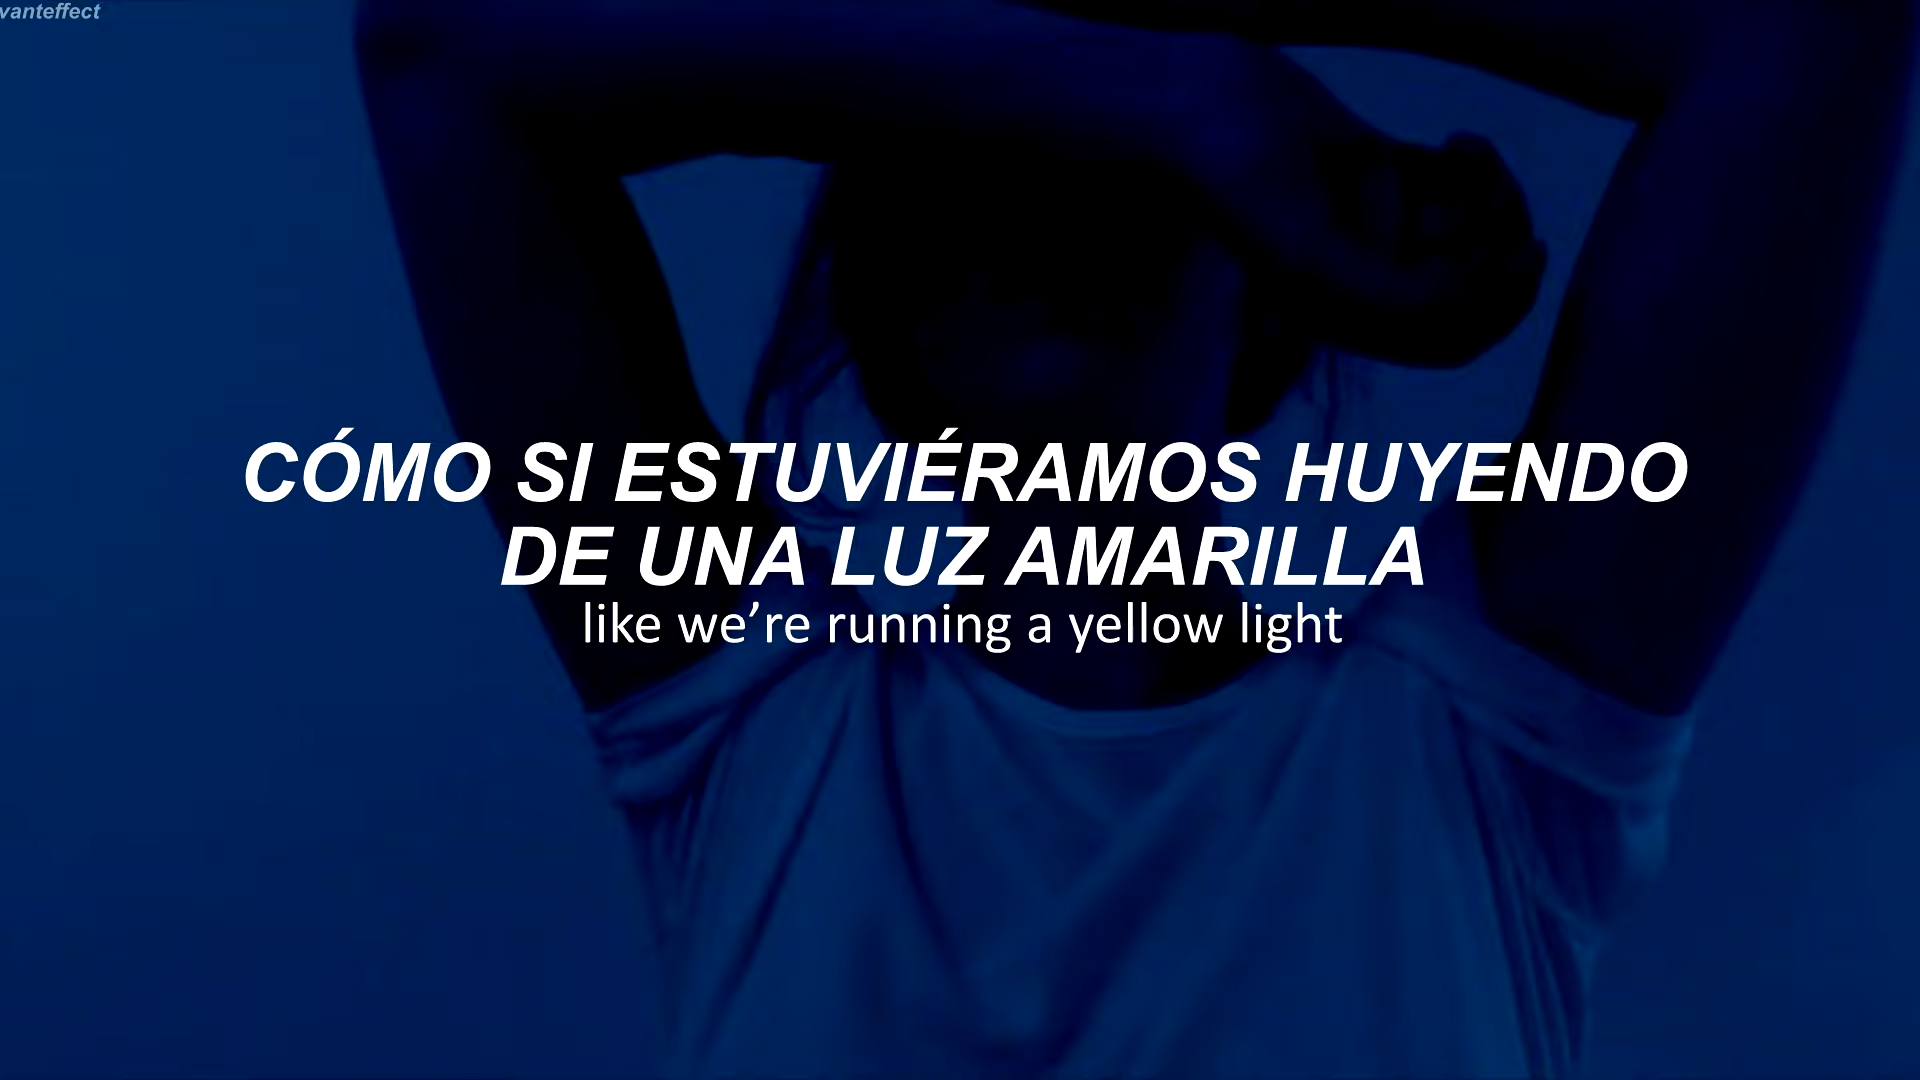 vanteffect
CÓMO SI ESTUVIÉRAMOS HUYENDO
DE UNA LUZ AMARILLA
like we’re running a yellow light